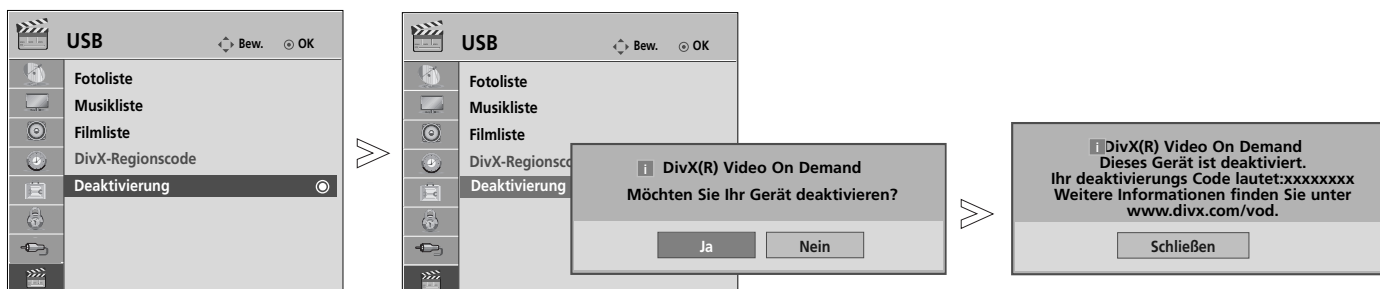 USB
Bew.
OK
Fotoliste
Musikliste
Filmliste
DivX-Regionscode
Deaktivierung
USB
Bew.
OK
Fotoliste
Musikliste
Filmliste
DivX-Regionsco
Deaktivierung
i DivX(R) Video On Demand
Möchten Sie Ihr Gerät deaktivieren?
Ja
Nein
i DivX(R) Video On Demand
Dieses Gerät ist deaktiviert.
Ihr deaktivierungs Code lautet:xxxxxxxx
Weitere Informationen finden Sie unter
www.divx.com/vod.
Schließen